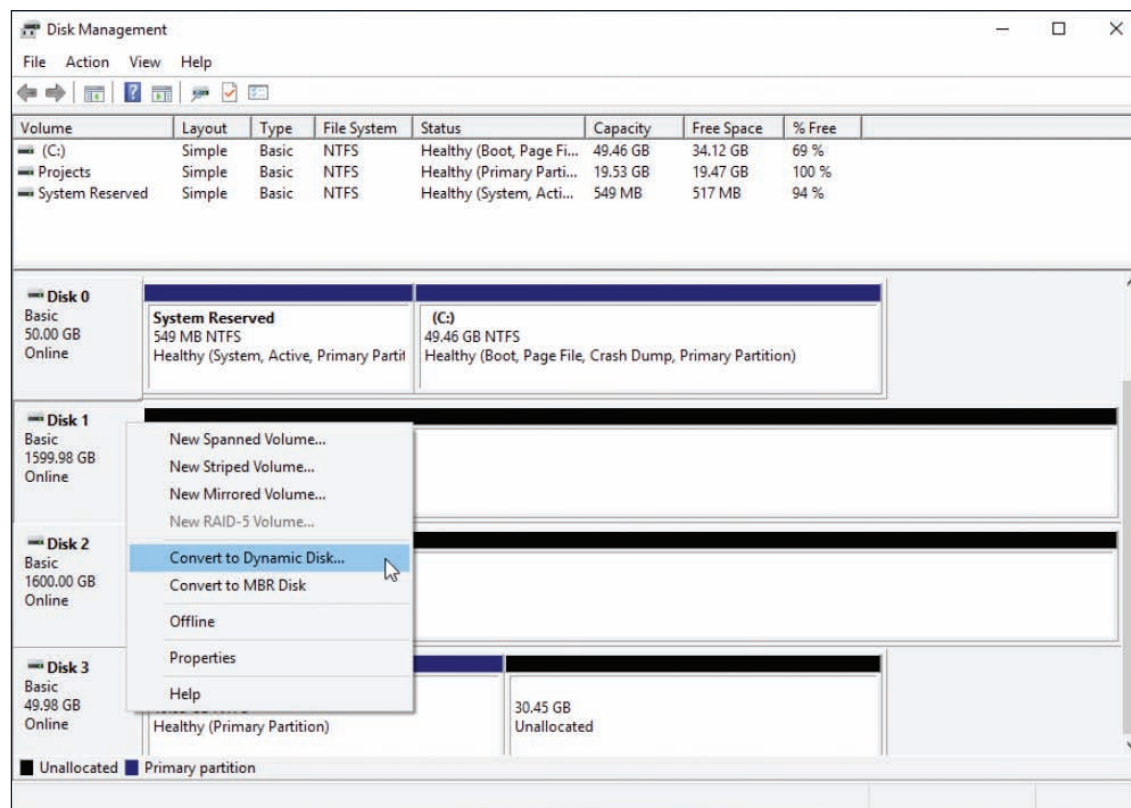 Disk Management
File Action View Help
Volume Layout Type File System Status Capacity Free Space % Free
(C:) Simple Basic NTFS Healthy (Boot, Page Fi... 49.46 GB 34.12 GB 69 %
Projects Simple Basic NTFS Healthy (Primary Parti... 19.53 GB 19.47 GB 100 %
System Reserved Simple Basic NTFS Healthy (System, Acti... 549 MB 517 MB 94 %
Disk 0
Basic
50.00 GB
Online
System Reserved
549 MB NTFS
Healthy (System, Active, Primary Partit
(C:)
49.46 GB NTFS
Healthy (Boot, Page File, Crash Dump, Primary Partition)
Disk 1
Basic
1599.98 GB
Online
New Spanned Volume...
New Striped Volume...
New Mirrored Volume...
New RAID-5 Volume...
Convert to Dynamic Disk...
Convert to MBR Disk
Offline
Properties
Help
Disk 2
Basic
1600.00 GB
Online
Disk 3
Basic
49.98 GB
Online
Healthy (Primary Partition)
30.45 GB
Unallocated
Unallocated Primary partition